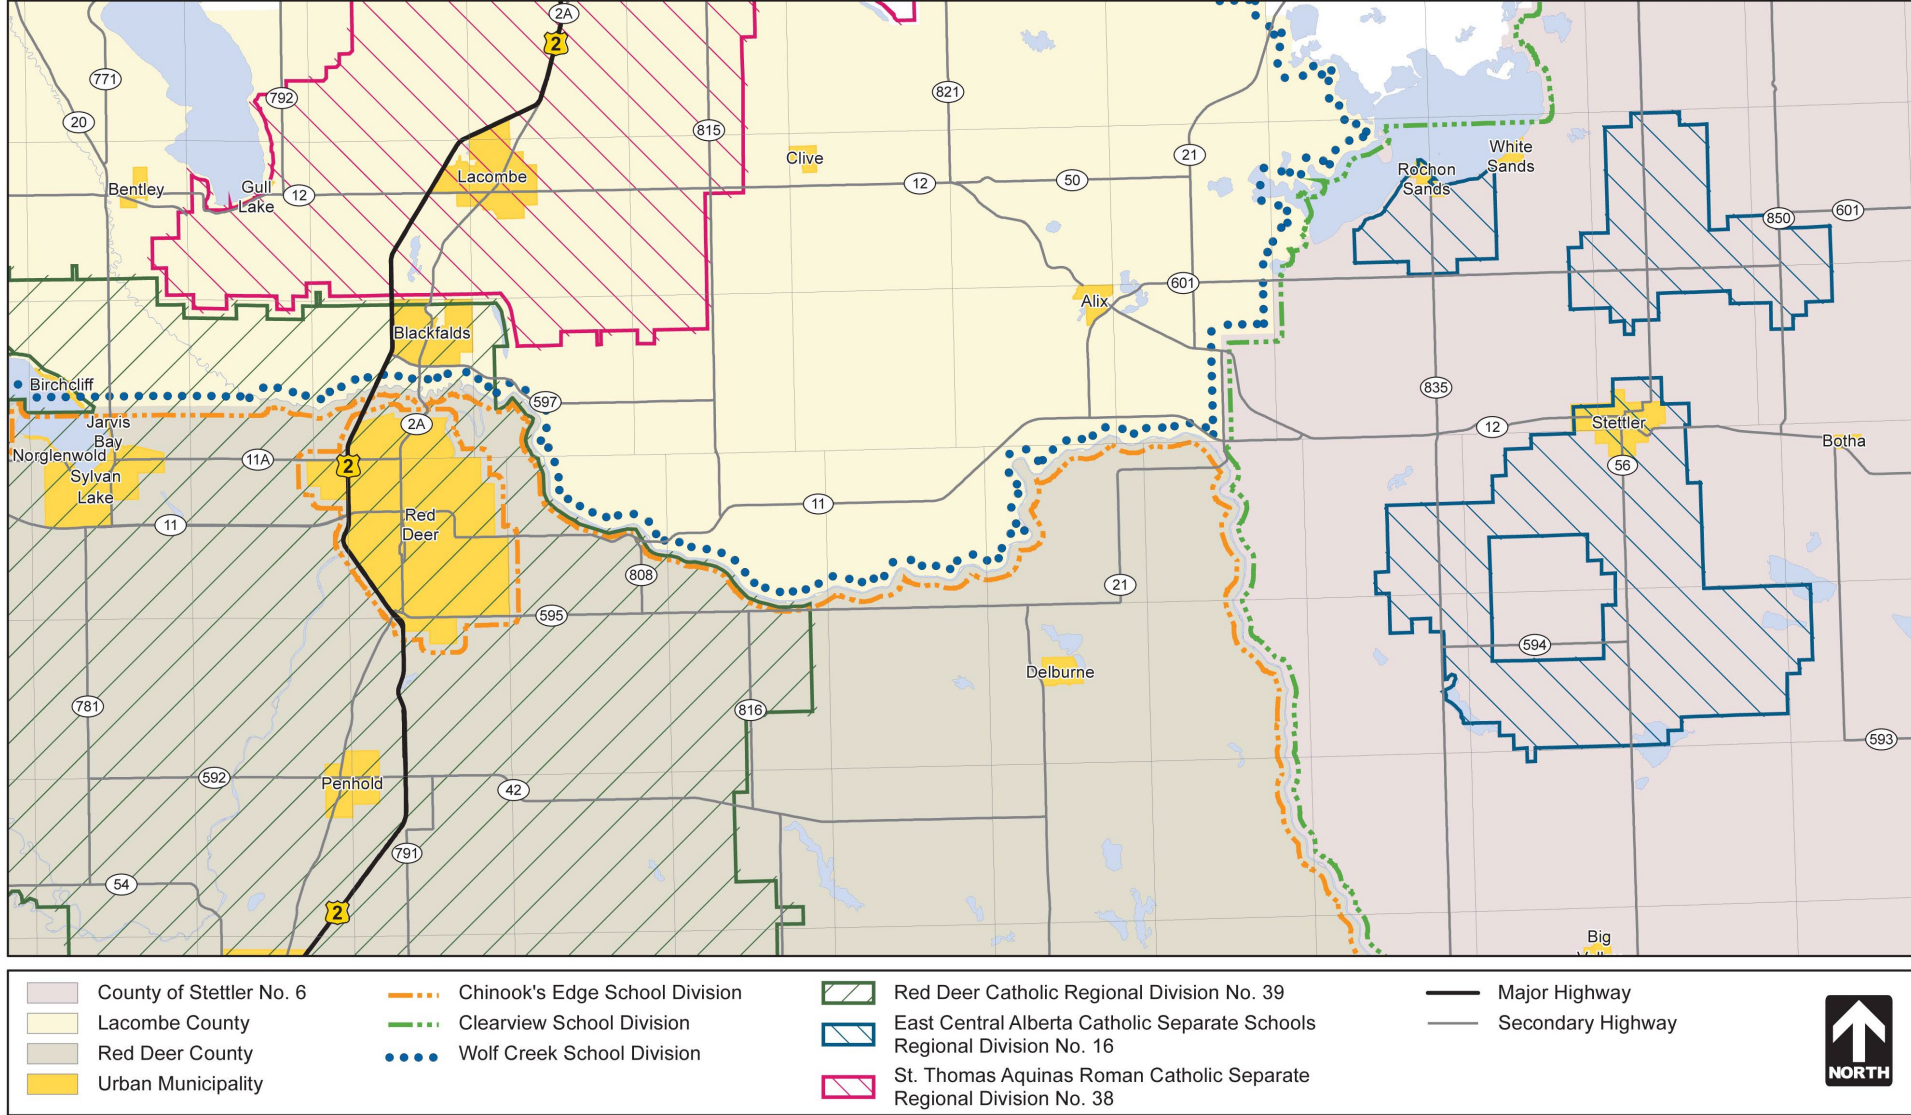 2A
2
771
792
821
20
815
21
Clive
White
Sands
Bentley
Lacombe
Rochon
Sands
Gull
Lake
12
12
50
850
601
Alix
601
Blackfalds
Birchcliff
835
597
Jarvis
Bay
2A
12
Stettler
Botha
Norglenwold
11A
2
56
Sylvan
Lake
11
11
Red
Deer
808
21
595
594
Delburne
781
816
593
592
Penhold
42
791
54
2
Big
County of Stettler No. 6
Lacombe County
Red Deer County
Urban Municipality
Chinook's Edge School Division
Clearview School Division
Wolf Creek School Division
Red Deer Catholic Regional Division No. 39
East Central Alberta Catholic Separate Schools
Regional Division No. 16
St. Thomas Aquinas Roman Catholic Separate
Regional Division No. 38
Major Highway
Secondary Highway
NORTH